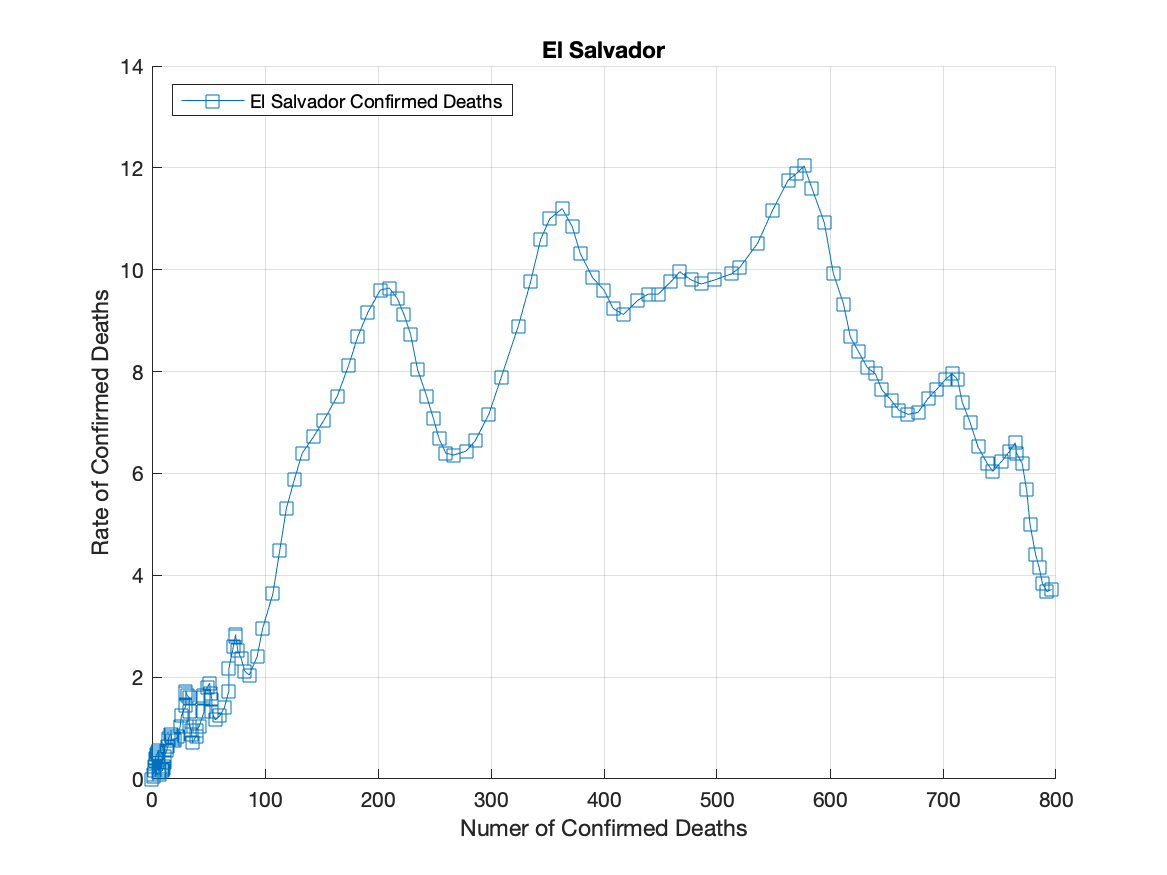 El Salvador
14
El Salvador Confirmed Deaths
12
10
8
6
4
2
0
Rate of Confirmed Deaths
0 100 200 300 400 500 600 700 800
Numer of Confirmed Deaths